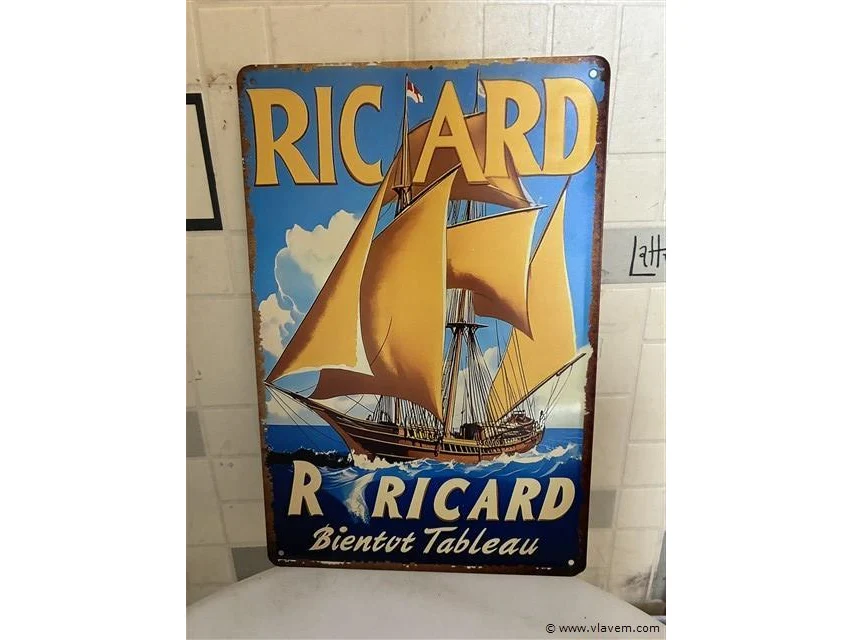 RICARD
R RICARD
Bientot Tableau
© www.vlavem.com